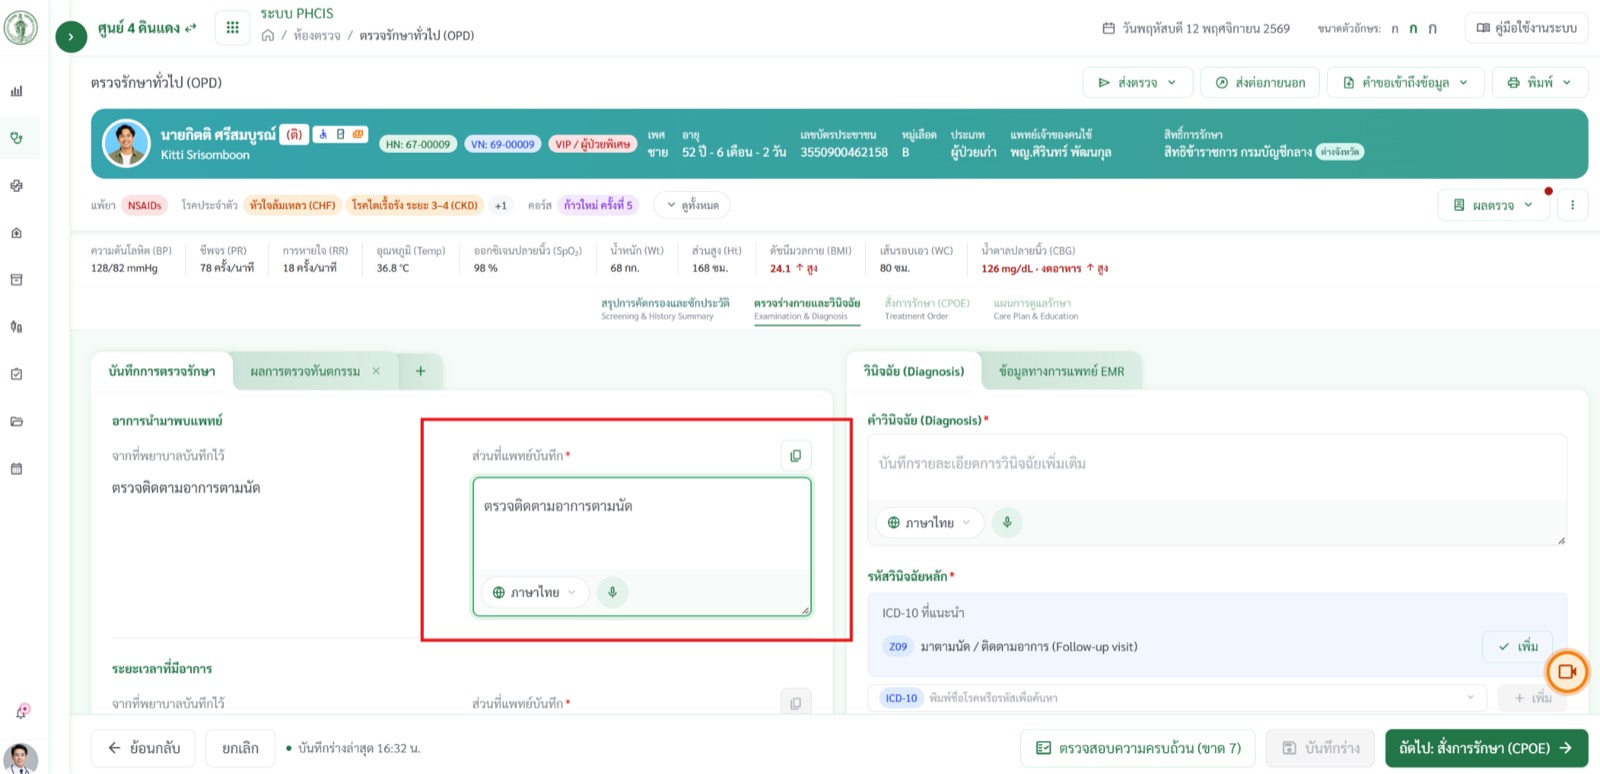 ศูนย์ 4 ดินแดง
ระบบ PHCIS
/ ห้องตรวจ / ตรวจรักษาทั่วไป (OPD)
วันพฤหัสบดี 12 พฤศจิกายน 2569
ขนาดตัวอักษร: ก ก ก
คู่มือใช้งานระบบ
ตรวจรักษาทั่วไป (OPD)
ส่งตรวจ
ส่งต่อภายนอก
คำขอเข้าถึงข้อมูล
พิมพ์
นายกิตติ ศรีสมบูรณ์ (ติ)
Kitti Srisomboon
HN: 67-00009
VN: 69-00009
VIP / ผู้ป่วยพิเศษ
เพศ
ชาย
อายุ
52 ปี - 6 เดือน - 2 วัน
เลขบัตรประชาชน
3550900462158
หมู่เลือด
B
ประเภท
ผู้ป่วยเก่า
แพทย์เจ้าของคนไข้
พญ.ศิรินทร์ พัฒนกุล
สิทธิ์การรักษา
สิทธิข้าราชการ กรมบัญชีกลาง ต่างจังหวัด
แพ้ยา NSAIDs
โรคประจำตัว หัวใจล้มเหลว (CHF) โรคไตเรื้อรัง ระยะ 3–4 (CKD) +1
คอร์ส ก้าวใหม่ ครั้งที่ 5
ดูทั้งหมด
ผลตรวจ
ความดันโลหิต (BP)
128/82 mmHg
ชีพจร (PR)
78 ครั้ง/นาที
การหายใจ (RR)
18 ครั้ง/นาที
อุณหภูมิ (Temp)
36.8 °C
ออกซิเจนปลายนิ้ว (SpO₂)
98 %
น้ำหนัก (Wt)
68 กก.
ส่วนสูง (Ht)
168 ซม.
ดัชนีมวลกาย (BMI)
24.1 ↑ สูง
เส้นรอบเอว (WC)
80 ซม.
น้ำตาลปลายนิ้ว (CBG)
126 mg/dL · งดอาหาร ↑ สูง
สรุปการคัดกรองและซักประวัติ
Screening & History Summary
ตรวจร่างกายและวินิจฉัย
Examination & Diagnosis
สั่งการรักษา (CPOE)
Treatment Order
แผนการดูแลรักษา
Care Plan & Education
บันทึกการตรวจรักษา
ผลการตรวจทันตกรรม ×
+
อาการนำมาพบแพทย์
จากที่พยาบาลบันทึกไว้
ตรวจติดตามอาการตามนัด
ส่วนที่แพทย์บันทึก *
ตรวจติดตามอาการตามนัด
ภาษาไทย
ระยะเวลาที่มีอาการ
จากที่พยาบาลบันทึกไว้
ส่วนที่แพทย์บันทึก *
วินิจฉัย (Diagnosis)
ข้อมูลทางการแพทย์ EMR
คำวินิจฉัย (Diagnosis) *
บันทึกรายละเอียดการวินิจฉัยเพิ่มเติม
ภาษาไทย
รหัสวินิจฉัยหลัก *
ICD-10 ที่แนะนำ
Z09 มาตามนัด / ติดตามอาการ (Follow-up visit)
เพิ่ม
ICD-10 พิมพ์ชื่อโรคหรือรหัสเพื่อค้นหา
+ เพิ่ม
← ย้อนกลับ
ยกเลิก
• บันทึกร่างล่าสุด 16:32 น.
ตรวจสอบความครบถ้วน (ขาด 7)
บันทึกร่าง
ถัดไป: สั่งการรักษา (CPOE) →